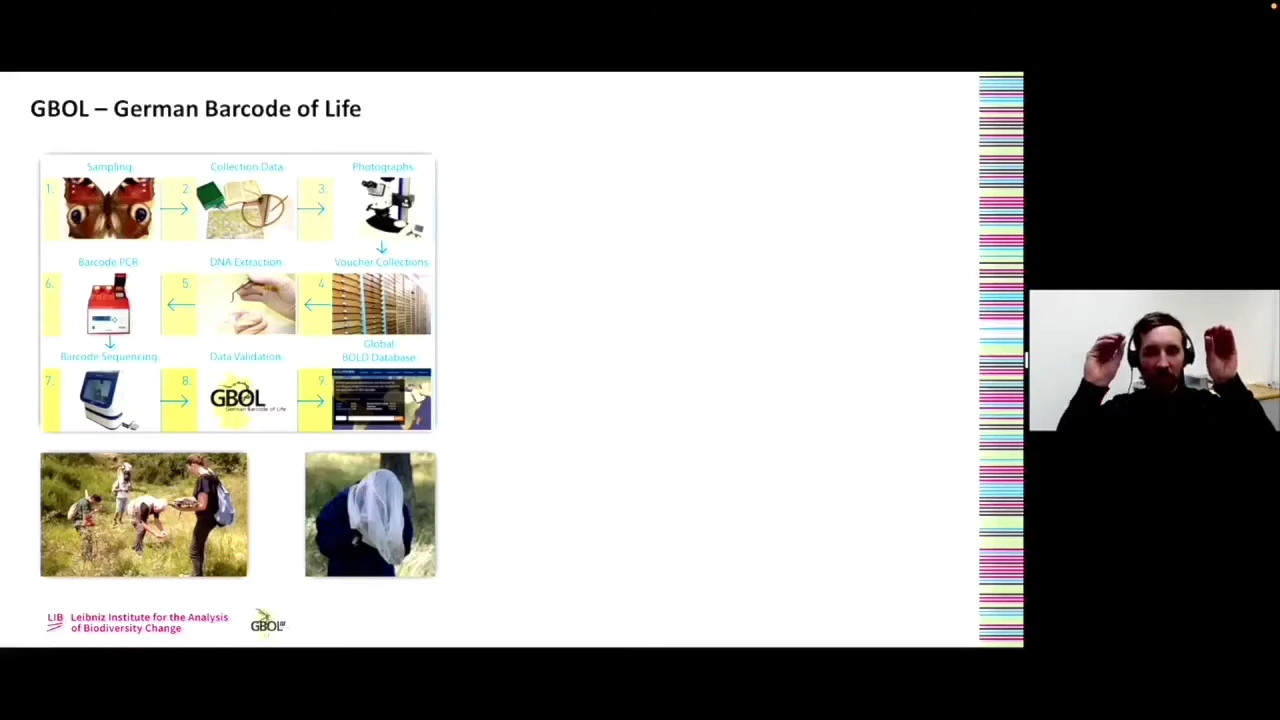 GBOL – German Barcode of Life
Sampling
Collection Data
Photographs
1.
2.
3.
Barcode PCR
DNA Extraction
Voucher Collections
6.
5.
4.
Barcode Sequencing
Data Validation
Global
BOLD Database
7.
8.
9.
GBOL
German Barcode of Life
LIB
Leibniz Institute for the Analysis
of Biodiversity Change
GBOL